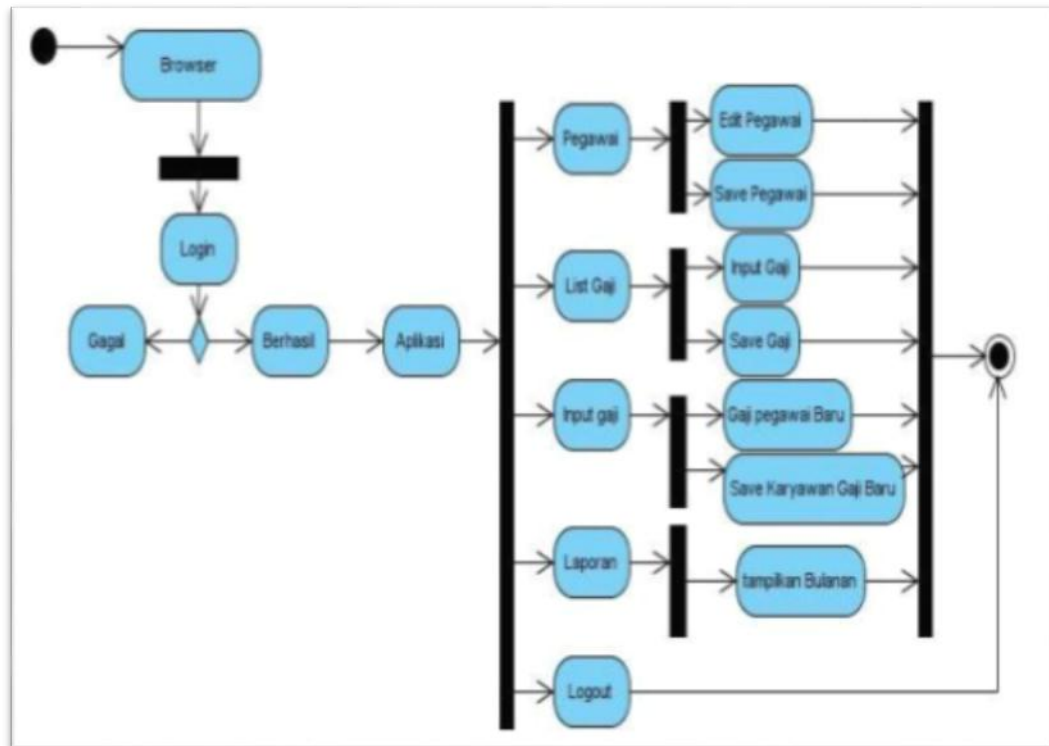 Browser
Login
Gagal
Berhasil
Aplikasi
Pegawai
Edit Pegawai
Save Pegawai
List Gaji
Input Gaji
Save Gaji
Input gaji
Gaji pegawai Baru
Save Karyawan Gaji Baru
Laporan
tampilkan Bulanan
Logout